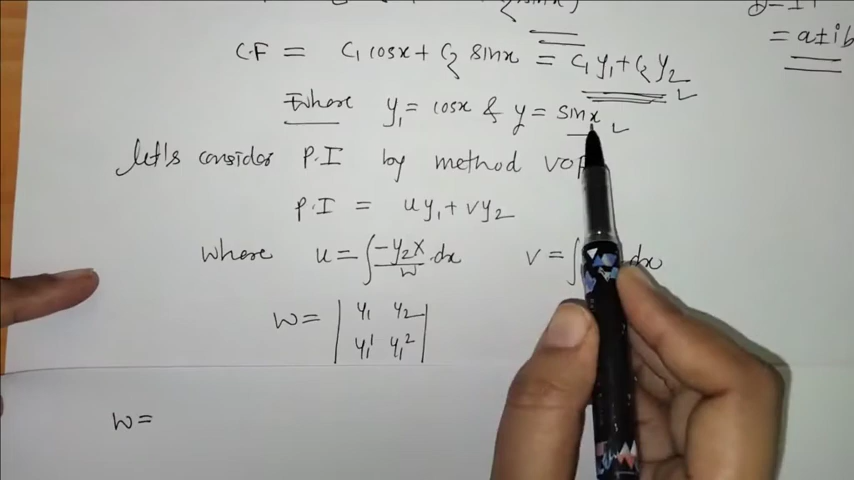 C.F = C₁ cosx + C₂ sinx = C₁y₁ + C₂y₂
= a±ib
Where y₁ = cosx & y = sinx
let's consider P.I by method VOP
P.I = uy₁ + vy₂
where u = ∫ -y₂X/W dx v = ∫ dx
W = | y₁ y₂ |
| y₁' y₁² |
W =